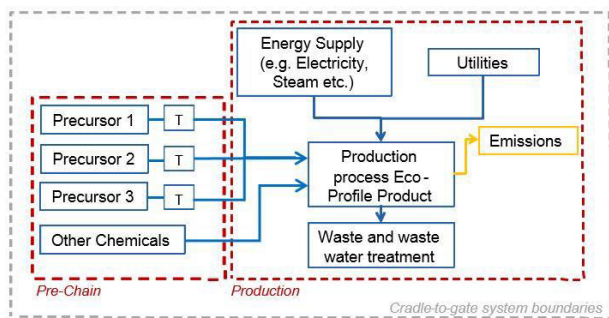 Energy Supply
(e.g. Electricity,
Steam etc.)
Utilities
Precursor 1
T
Precursor 2
T
Precursor 3
T
Other Chemicals
Production
process Eco-
Profile Product
Emissions
Waste and waste
water treatment
Pre-Chain
Production
Cradle-to-gate system boundaries